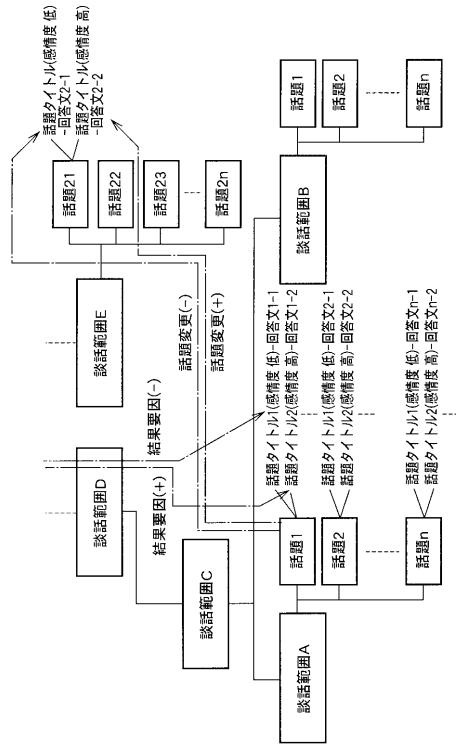 談話範囲D
談話範囲E
談話範囲C
談話範囲A
談話範囲B
結果要因(+)
結果要因(-)
話題変更(-)
話題変更(+)
話題21
話題22
話題23
話題2n
話題タイトル(感情度 低)
-回答文2-1
話題タイトル(感情度 高)
-回答文2-2
話題1
話題2
話題n
話題タイトル1(感情度 低)-回答文1-1
話題タイトル2(感情度 高)-回答文1-2
話題タイトル1(感情度 低)-回答文2-1
話題タイトル2(感情度 高)-回答文2-2
話題タイトル1(感情度 低)-回答文n-1
話題タイトル2(感情度 高)-回答文n-2
話題1
話題2
話題n